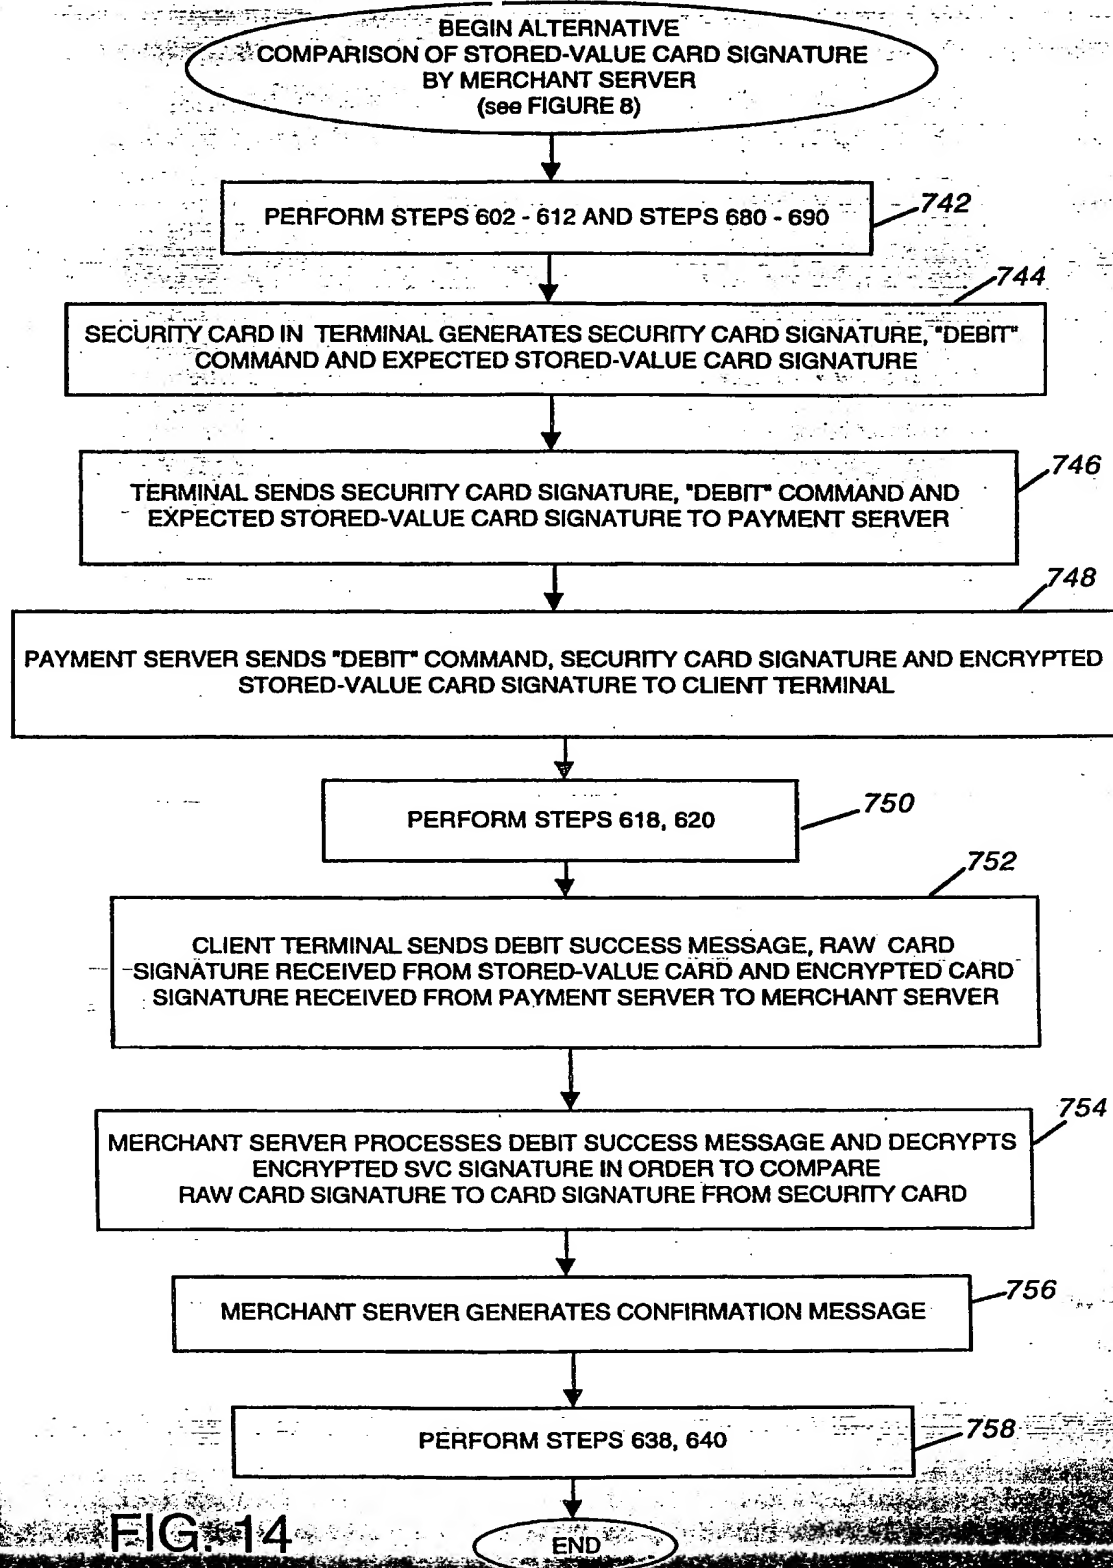 BEGIN ALTERNATIVE
COMPARISON OF STORED-VALUE CARD SIGNATURE
BY MERCHANT SERVER
(see FIGURE 8)
PERFORM STEPS 602 - 612 AND STEPS 680 - 690
742
744
SECURITY CARD IN TERMINAL GENERATES SECURITY CARD SIGNATURE, "DEBIT"
COMMAND AND EXPECTED STORED-VALUE CARD SIGNATURE
746
TERMINAL SENDS SECURITY CARD SIGNATURE, "DEBIT" COMMAND AND
EXPECTED STORED-VALUE CARD SIGNATURE TO PAYMENT SERVER
748
PAYMENT SERVER SENDS "DEBIT" COMMAND, SECURITY CARD SIGNATURE AND ENCRYPTED
STORED-VALUE CARD SIGNATURE TO CLIENT TERMINAL
PERFORM STEPS 618, 620
750
752
CLIENT TERMINAL SENDS DEBIT SUCCESS MESSAGE, RAW CARD
SIGNATURE RECEIVED FROM STORED-VALUE CARD AND ENCRYPTED CARD
SIGNATURE RECEIVED FROM PAYMENT SERVER TO MERCHANT SERVER
754
MERCHANT SERVER PROCESSES DEBIT SUCCESS MESSAGE AND DECRYPTS
ENCRYPTED SVC SIGNATURE IN ORDER TO COMPARE
RAW CARD SIGNATURE TO CARD SIGNATURE FROM SECURITY CARD
756
MERCHANT SERVER GENERATES CONFIRMATION MESSAGE
PERFORM STEPS 638, 640
758
FIG. 14
END